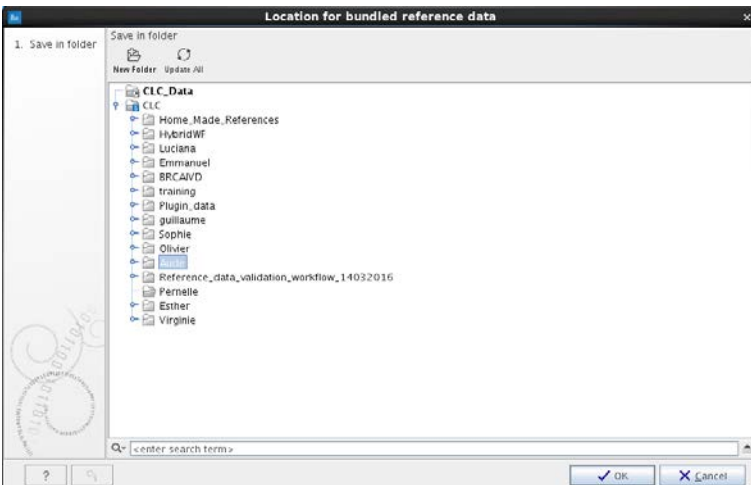 Location for bundled reference data
1. Save in folder
Save in folder
New Folder Update All
CLC_Data
CLC
Home_Made_References
HybridWF
Luciana
Emmanuel
BRCAIVD
training
Plugin_data
guillaume
Sophie
Olivier
Aude
Reference_data_validation_workflow_14032016
Pernelle
Esther
Virginie
<enter search term>
? OK Cancel